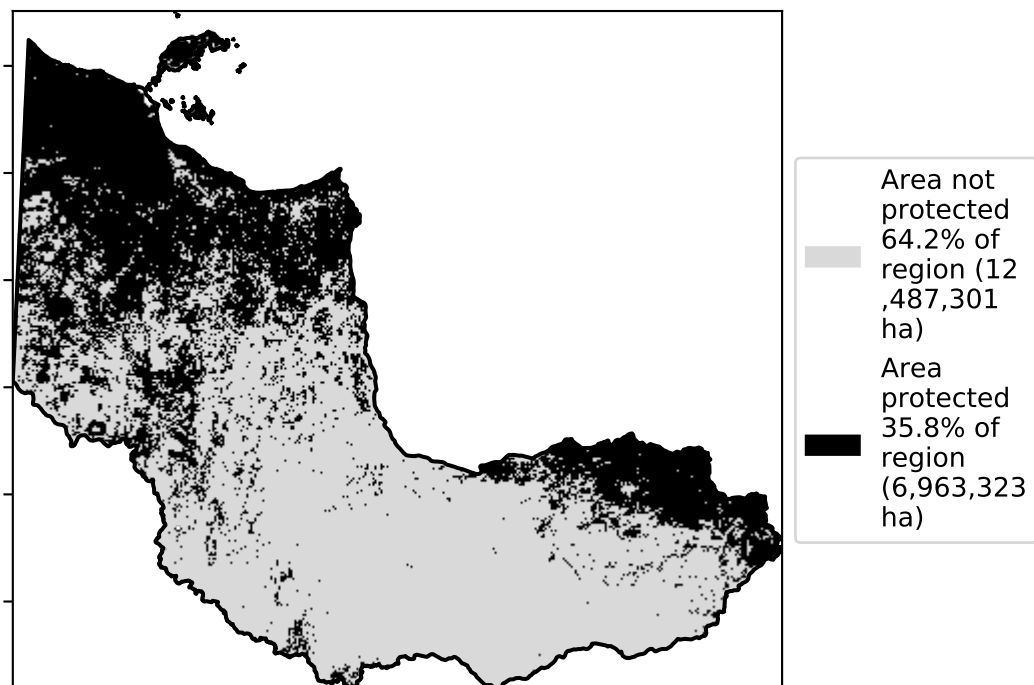 Area not
protected
64.2% of
region (12
,487,301
ha)
Area
protected
35.8% of
region
(6,963,323
ha)